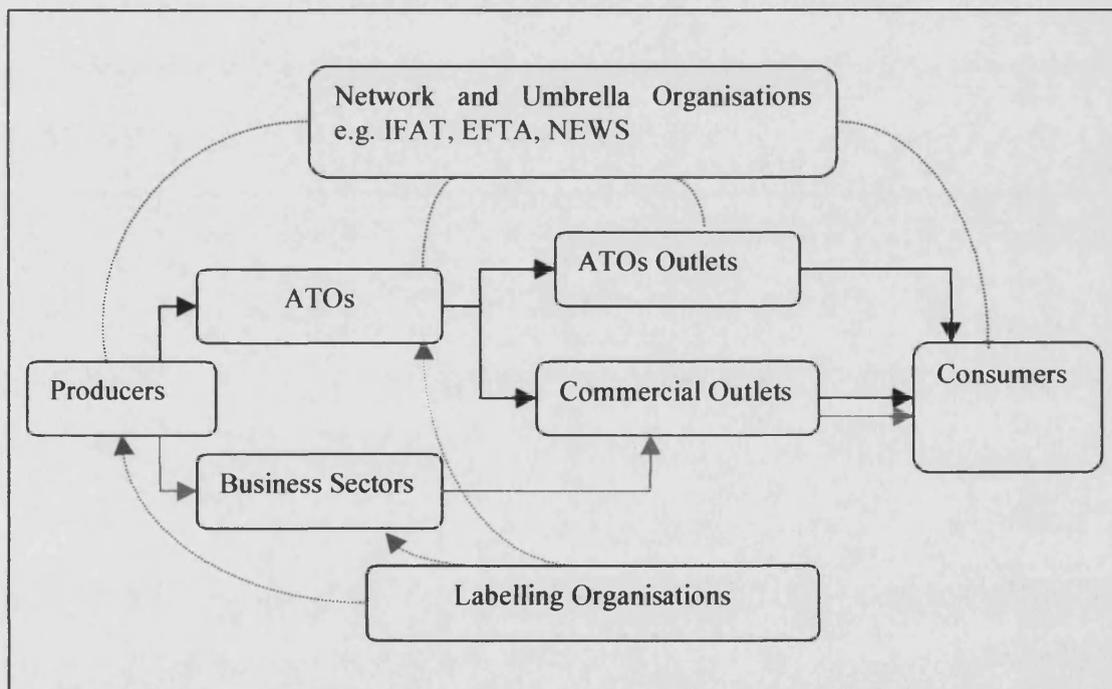 Network and Umbrella Organisations
e.g. IFAT, EFTA, NEWS
ATOs Outlets
ATOs
Consumers
Producers
Commercial Outlets
Business Sectors
Labelling Organisations